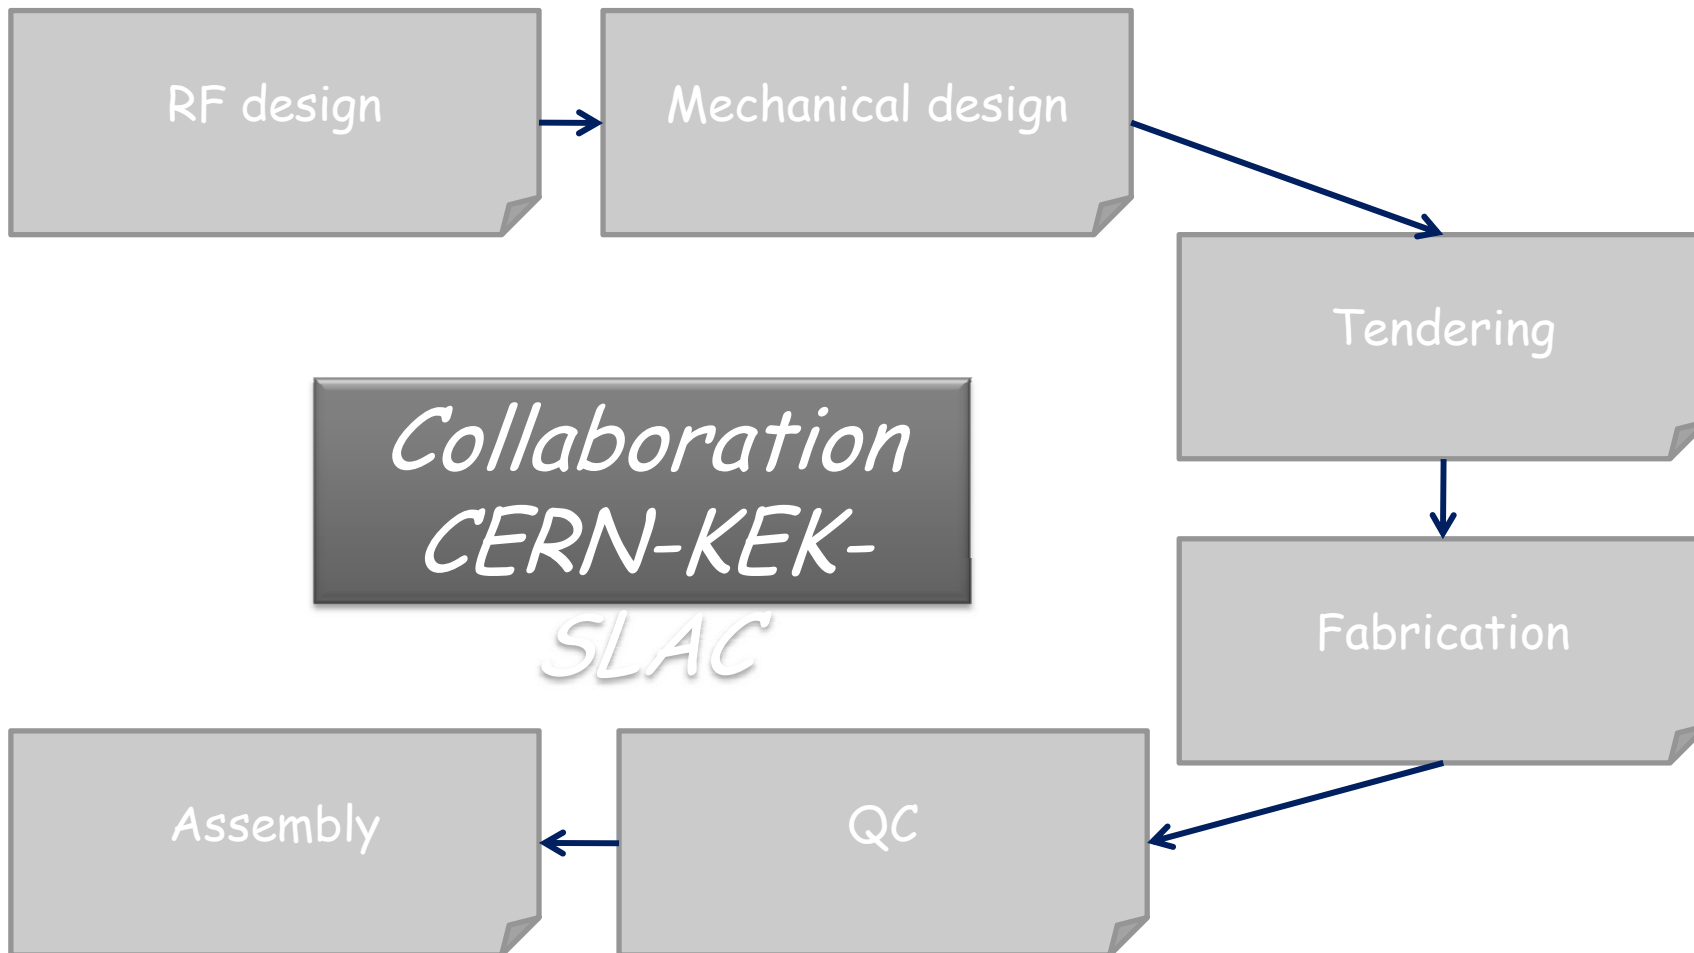 RF design
Mechanical design
Tendering
Collaboration
CERN-KEK-
SLAC
Fabrication
Assembly
QC